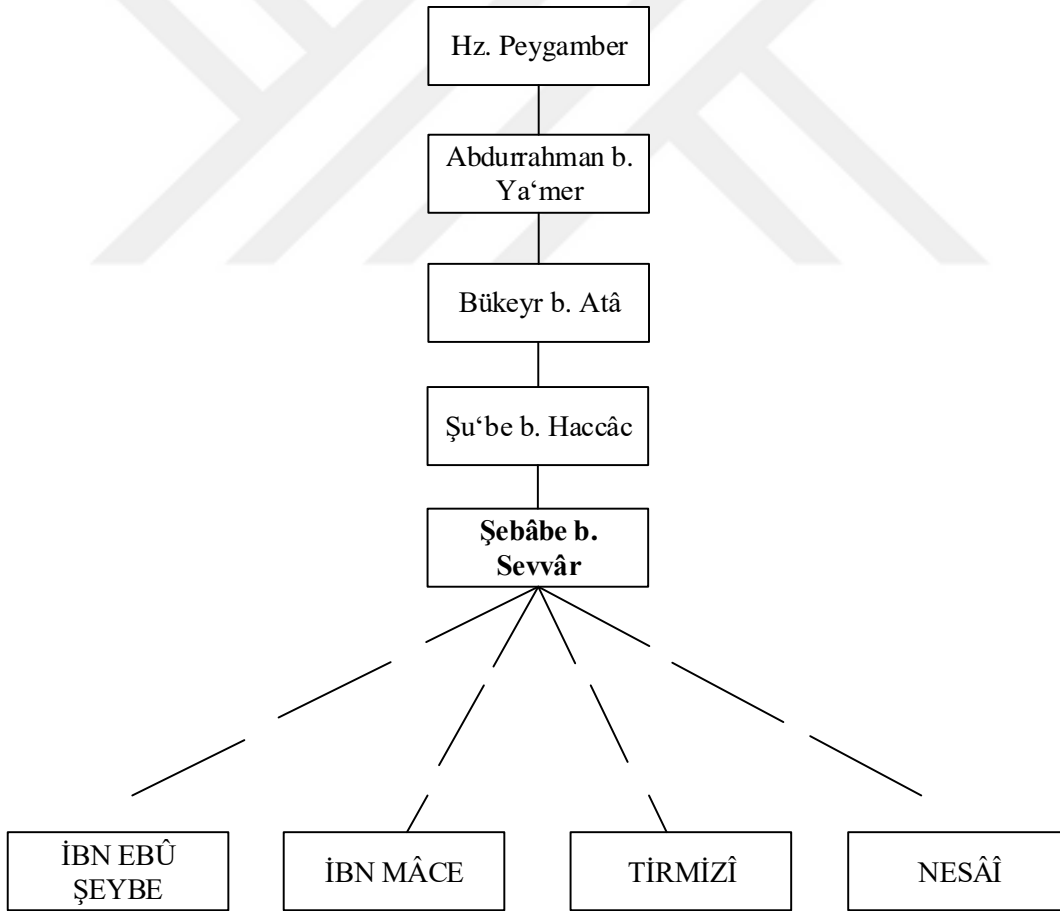 Hz. Peygamber
Abdurrahman b.
Ya‘mer
Bükeyr b. Atâ
Şu‘be b. Haccâc
Şebâbe b.
Sevvâr
İBN EBÛ
ŞEYBE
İBN MÂCE
TİRMİZÎ
NESÂÎ